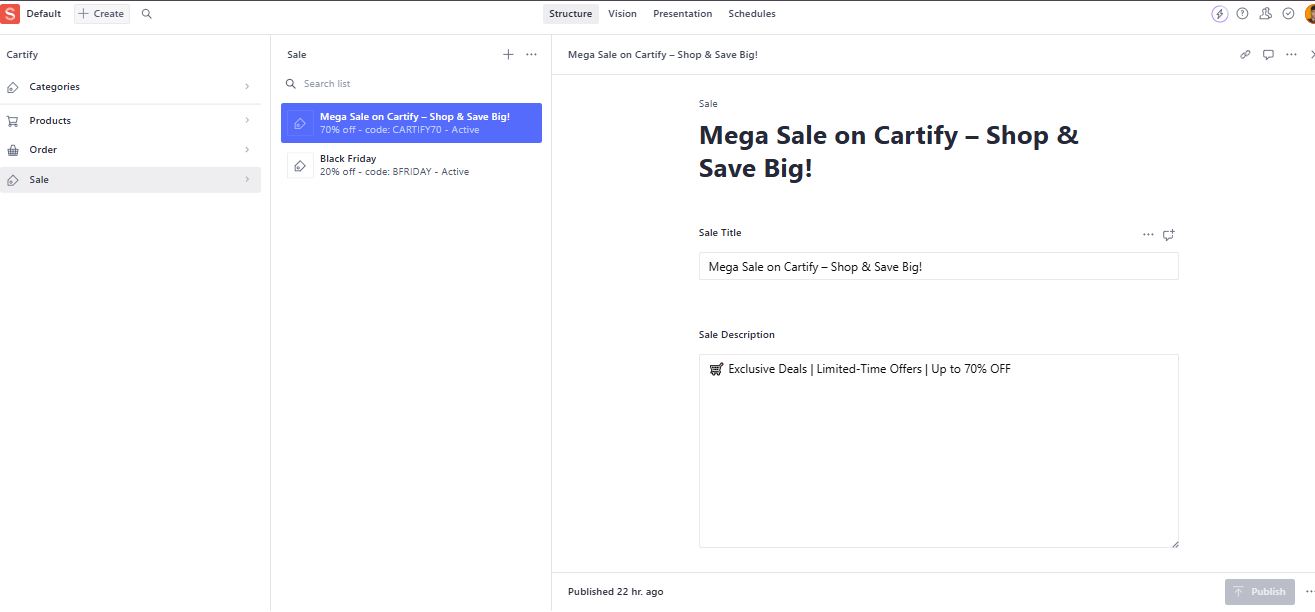 S Default + Create Structure Vision Presentation Schedules
Cartify
Categories
Products
Order
Sale
Sale
Search list
Mega Sale on Cartify – Shop & Save Big!
70% off - code: CARTIFY70 - Active
Black Friday
20% off - code: BFRIDAY - Active
Mega Sale on Cartify – Shop & Save Big!
Sale
Mega Sale on Cartify – Shop &
Save Big!
Sale Title
Mega Sale on Cartify – Shop & Save Big!
Sale Description
🛒 Exclusive Deals | Limited-Time Offers | Up to 70% OFF
Published 22 hr. ago
Publish